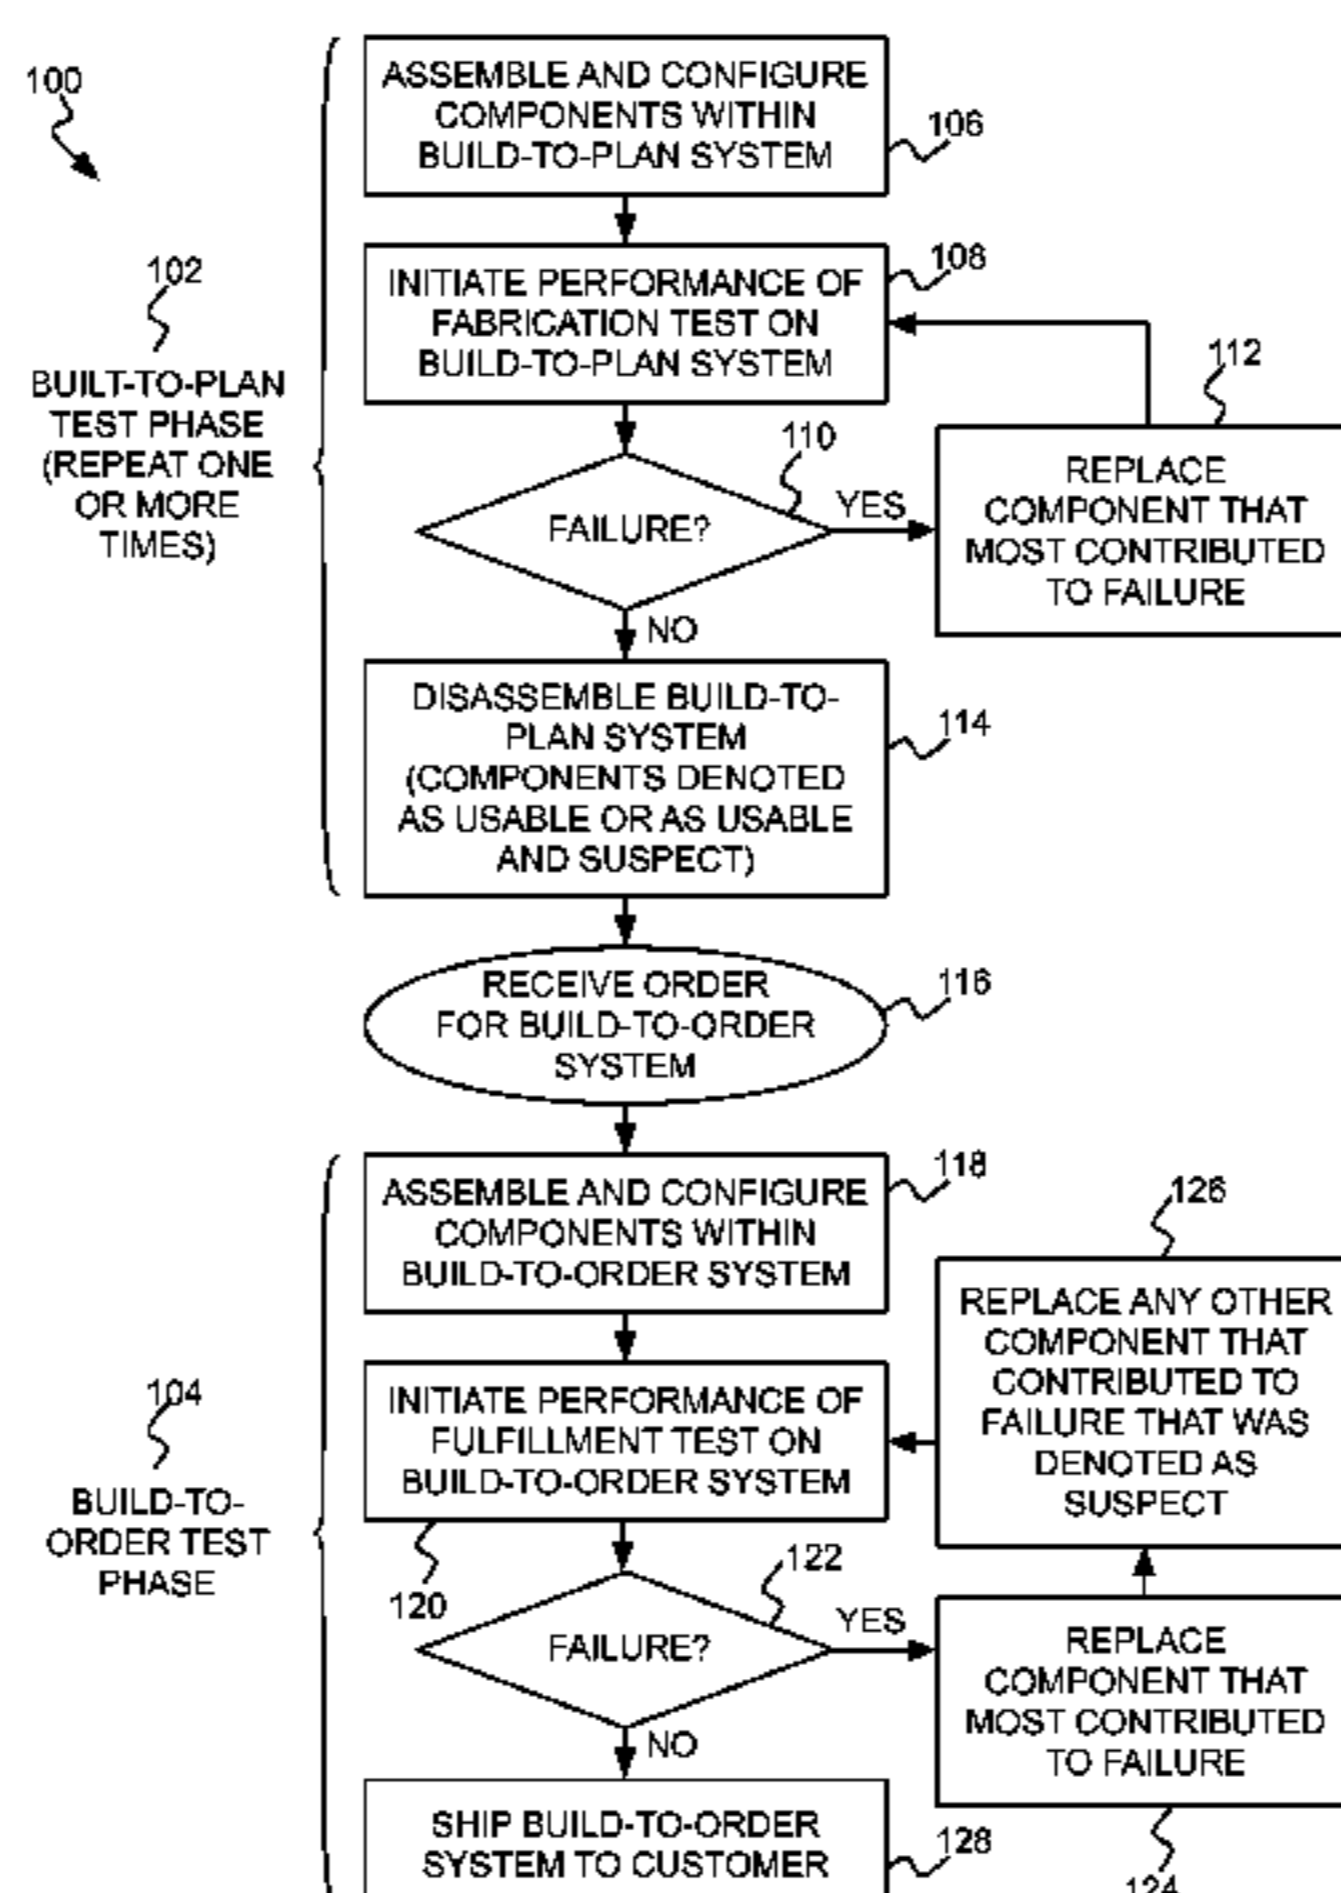 100
ASSEMBLE AND CONFIGURE
COMPONENTS WITHIN
BUILD-TO-PLAN SYSTEM
106
102
BUILT-TO-PLAN
TEST PHASE
(REPEAT ONE
OR MORE
TIMES)
INITIATE PERFORMANCE OF
FABRICATION TEST ON
BUILD-TO-PLAN SYSTEM
108
112
110
FAILURE?
YES
REPLACE
COMPONENT THAT
MOST CONTRIBUTED
TO FAILURE
NO
DISASSEMBLE BUILD-TO-
PLAN SYSTEM
(COMPONENTS DENOTED
AS USABLE OR AS USABLE
AND SUSPECT)
114
RECEIVE ORDER
FOR BUILD-TO-ORDER
SYSTEM
116
ASSEMBLE AND CONFIGURE
COMPONENTS WITHIN
BUILD-TO-ORDER SYSTEM
118
126
REPLACE ANY OTHER
COMPONENT THAT
CONTRIBUTED TO
FAILURE THAT WAS
DENOTED AS
SUSPECT
104
BUILD-TO-
ORDER TEST
PHASE
INITIATE PERFORMANCE OF
FULFILLMENT TEST ON
BUILD-TO-ORDER SYSTEM
120
122
FAILURE?
YES
REPLACE
COMPONENT THAT
MOST CONTRIBUTED
TO FAILURE
124
NO
SHIP BUILD-TO-ORDER
SYSTEM TO CUSTOMER
128